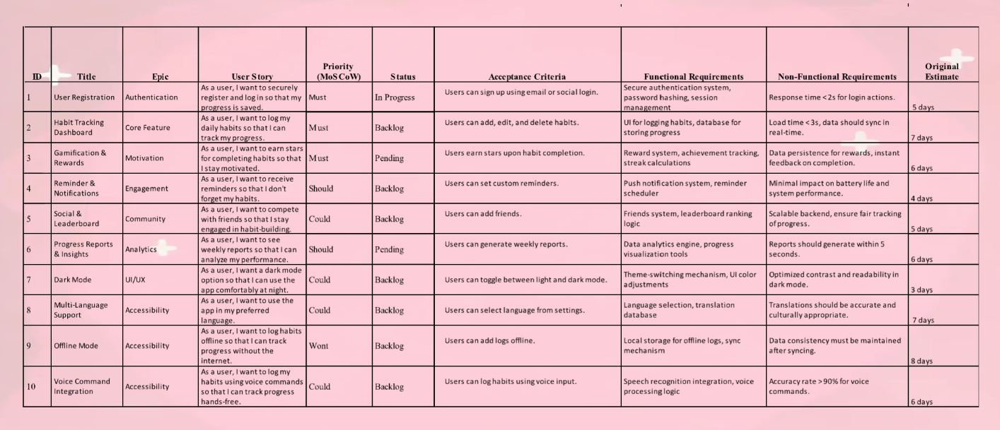 ID Title Epic User Story Priority (MoSCoW) Status Acceptance Criteria Functional Requirements Non-Functional Requirements Original Estimate
1 User Registration Authentication As a user, I want to securely register and log in so that my progress is saved. Must In Progress Users can sign up using email or social login. Secure authentication system, password hashing, session management Response time <2s for login actions. 5 days
2 Habit Tracking Dashboard Core Feature As a user, I want to log my daily habits so that I can track my progress. Must Backlog Users can add, edit, and delete habits. UI for logging habits, database for storing progress Load time <3s, data should sync in real-time. 7 days
3 Gamification & Rewards Motivation As a user, I want to earn stars for completing habits so that I stay motivated. Must Pending Users earn stars upon habit completion. Reward system, achievement tracking, streak calculations Data persistence for rewards, instant feedback on completion. 6 days
4 Reminder & Notifications Engagement As a user, I want to receive reminders so that I don't forget my habits. Should Backlog Users can set custom reminders. Push notification system, reminder scheduler Minimal impact on battery life and system performance. 4 days
5 Social & Leaderboard Community As a user, I want to compete with friends so that I stay engaged in habit-building. Could Backlog Users can add friends. Friends system, leaderboard ranking logic Scalable backend, ensure fair tracking of progress. 5 days
6 Progress Reports & Insights Analytics As a user, I want to see weekly reports so that I can analyze my performance. Should Pending Users can generate weekly reports. Data analytics engine, progress visualization tools Reports should generate within 5 seconds. 6 days
7 Dark Mode UI/UX As a user, I want a dark mode option so that I can use the app comfortably at night. Could Backlog Users can toggle between light and dark mode. Theme-switching mechanism, UI color adjustments Optimized contrast and readability in dark mode. 3 days
8 Multi-Language Support Accessibility As a user, I want to use the app in my preferred language. Could Backlog Users can select language from settings. Language selection, translation database Translations should be accurate and culturally appropriate. 7 days
9 Offline Mode Accessibility As a user, I want to log habits offline so that I can track progress without the internet. Wont Backlog Users can add logs offline. Local storage for offline logs, sync mechanism Data consistency must be maintained after syncing. 8 days
10 Voice Command Integration Accessibility As a user, I want to log my habits using voice commands so that I can track progress hands-free. Could Backlog Users can log habits using voice input. Speech recognition integration, voice processing logic Accuracy rate >90% for voice commands. 6 days